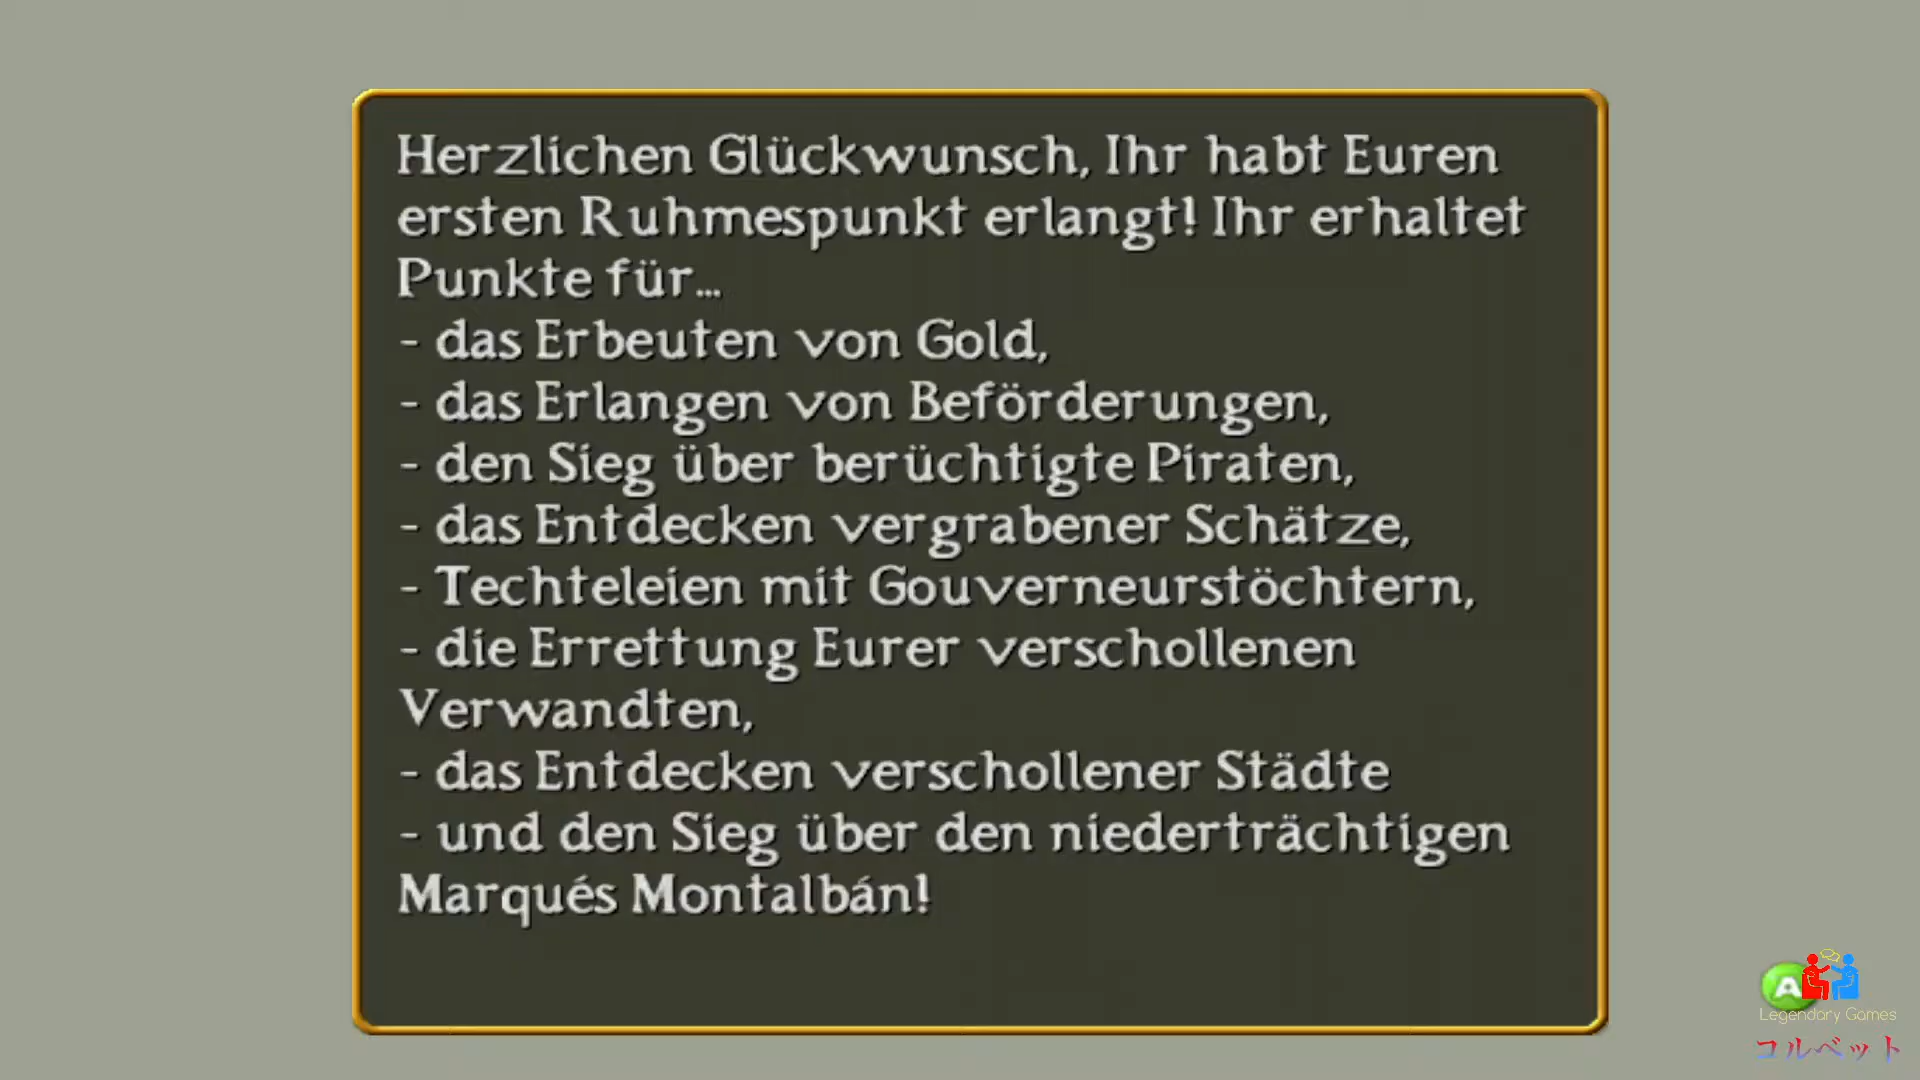 Herzlichen Glückwunsch, Ihr habt Euren
ersten Ruhmespunkt erlangt! Ihr erhaltet
Punkte für...
- das Erbeuten von Gold,
- das Erlangen von Beförderungen,
- den Sieg über berüchtigte Piraten,
- das Entdecken vergrabener Schätze,
- Techteleien mit Gouverneurstöchtern,
- die Errettung Eurer verschollenen
Verwandten,
- das Entdecken verschollener Städte
- und den Sieg über den niederträchtigen
Marqués Montalbán!
A
Legendary Games
コルベット